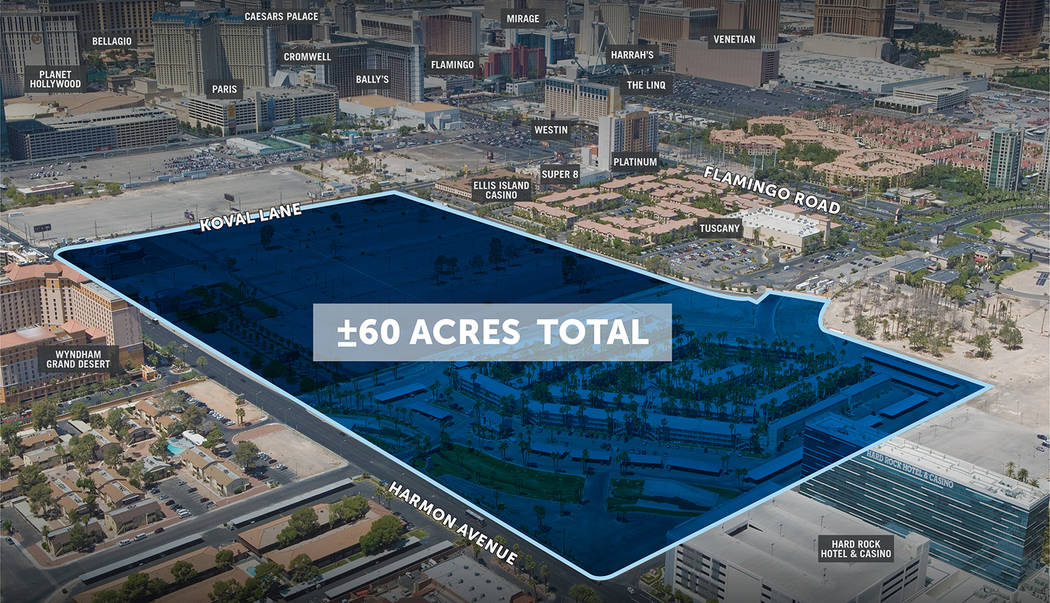 CAESARS PALACE
MIRAGE
BELLAGIO
VENETIAN
CROMWELL
HARRAH'S
FLAMINGO
PLANET
HOLLYWOOD
BALLY'S
THE LINQ
PARIS
WESTIN
PLATINUM
SUPER 8
ELLIS ISLAND
CASINO
FLAMINGO ROAD
KOVAL LANE
TUSCANY
±60 ACRES TOTAL
WYNDHAM
GRAND DESERT
HARD ROCK HOTEL & CASINO
HARMON AVENUE
HARD ROCK
HOTEL & CASINO